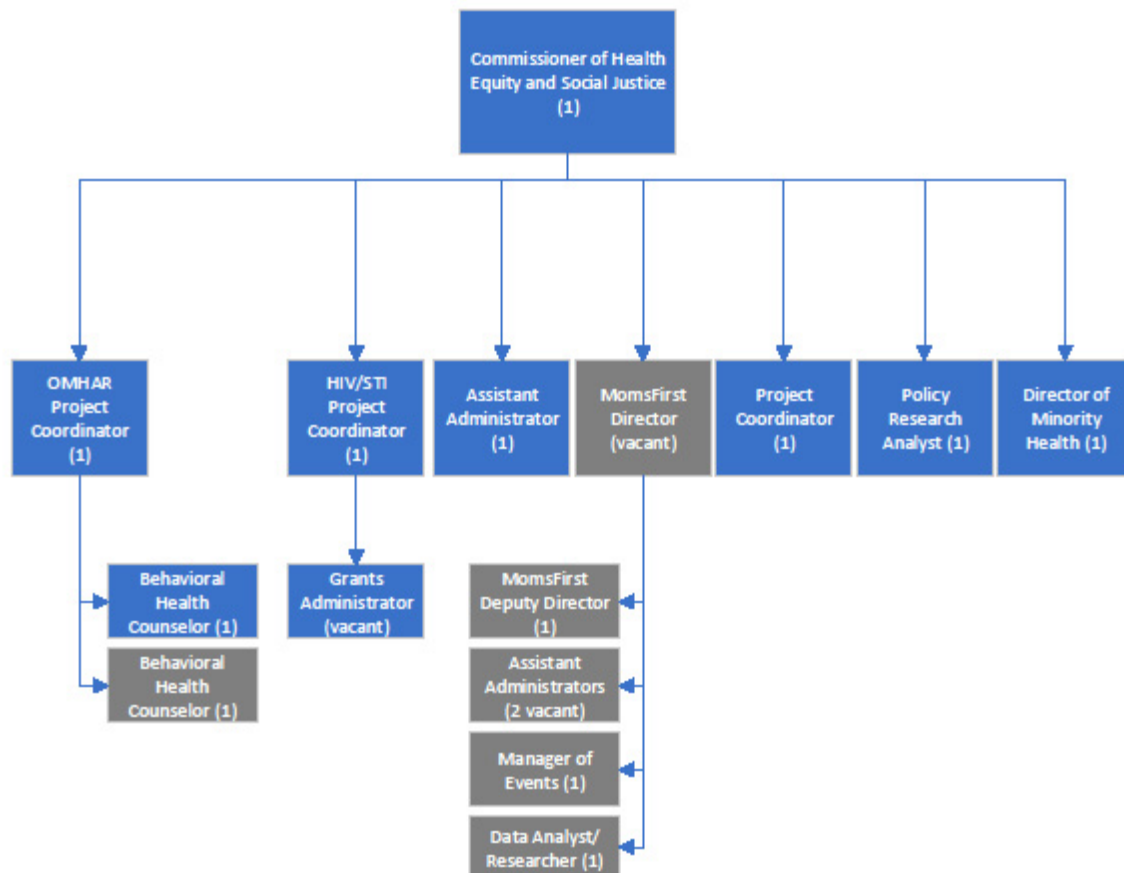 Commissioner of Health
Equity and Social Justice
(1)
OMHAR
Project
Coordinator
(1)
HIV/STI
Project
Coordinator
(1)
Assistant
Administrator
(1)
MomsFirst
Director
(vacant)
Project
Coordinator
(1)
Policy
Research
Analyst (1)
Director of
Minority
Health (1)
Behavioral
Health
Counselor (1)
Behavioral
Health
Counselor (1)
Grants
Administrator
(vacant)
MomsFirst
Deputy Director
(1)
Assistant
Administrators
(2 vacant)
Manager of
Events (1)
Data Analyst/
Researcher (1)